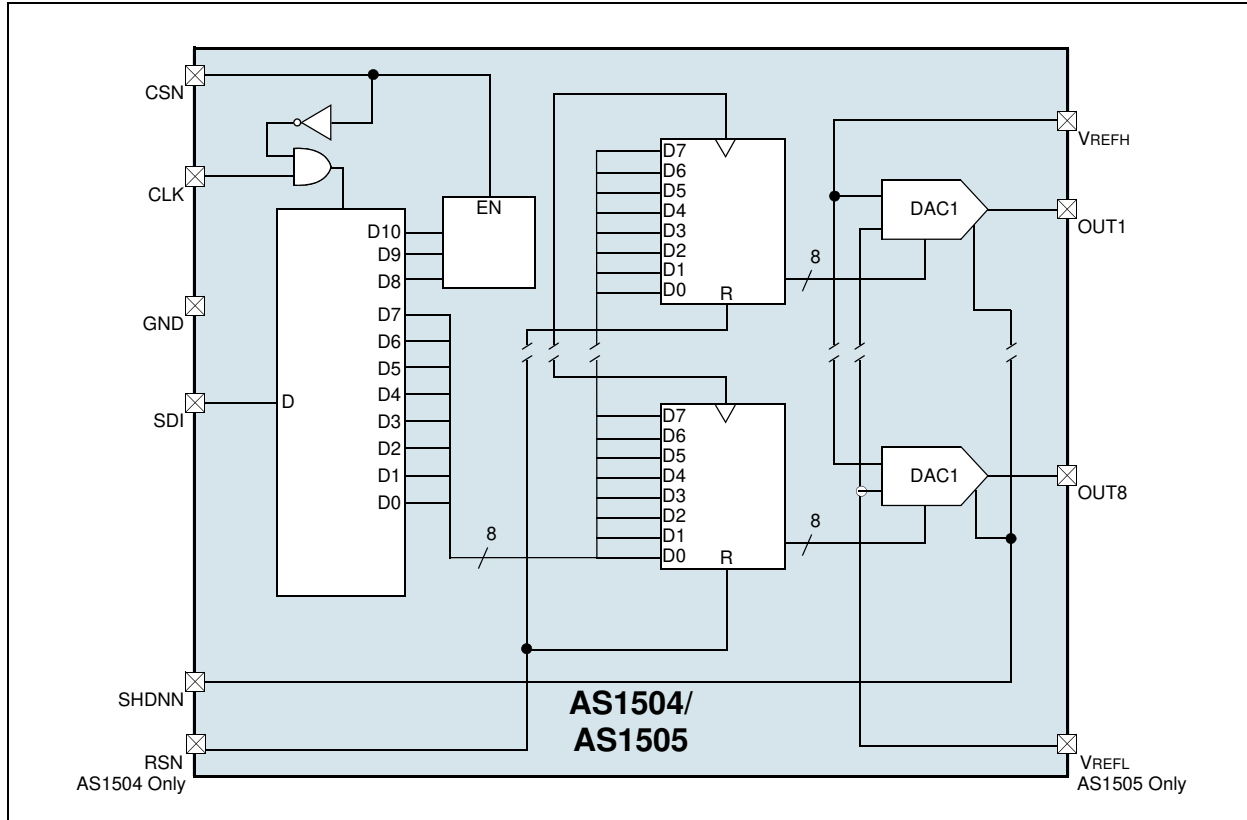 CSN
CLK
GND
SDI
SHDNN
RSN
AS1504 Only
D10
D9
D8
D7
D6
D5
D4
D3
D2
D1
D0
D
EN
8
D7
D6
D5
D4
D3
D2
D1
D0
R
8
D7
D6
D5
D4
D3
D2
D1
D0
R
8
DAC1
DAC1
VREFH
OUT1
OUT8
VREFL
AS1505 Only
AS1504/
AS1505